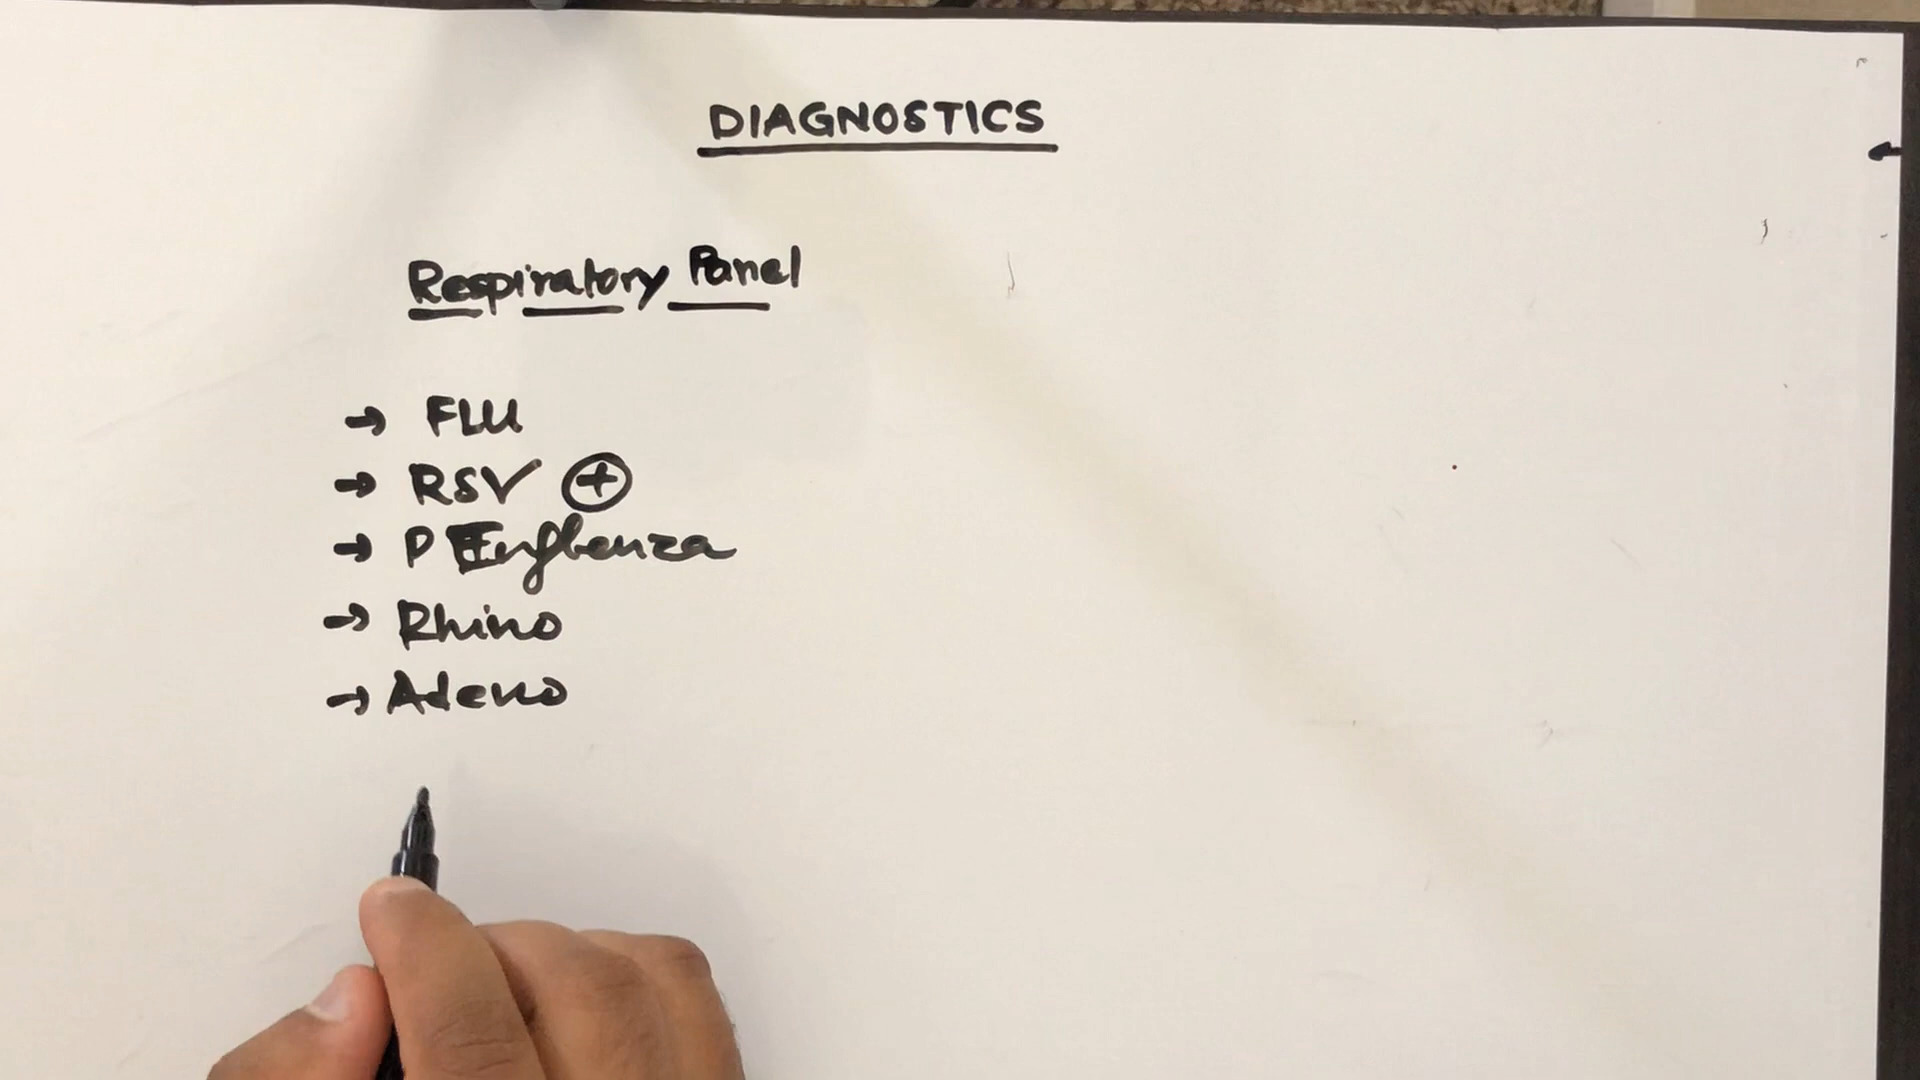 DIAGNOSTICS
Respiratory Panel
→ FLU
→ RSV ⊕
→ P Influenza
→ Rhino
→ Adeno